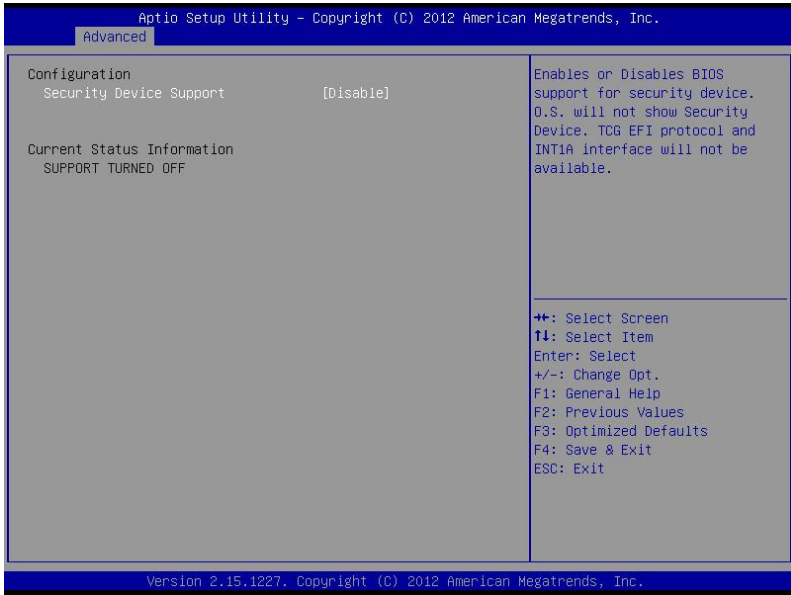 Aptio Setup Utility – Copyright (C) 2012 American Megatrends, Inc.
Advanced
Configuration
Security Device Support [Disable]
Current Status Information
SUPPORT TURNED OFF
Enables or Disables BIOS
support for security device.
O.S. will not show Security
Device. TCG EFI protocol and
INT1A interface will not be
available.
→←: Select Screen
↑↓: Select Item
Enter: Select
+/-: Change Opt.
F1: General Help
F2: Previous Values
F3: Optimized Defaults
F4: Save & Exit
ESC: Exit
Version 2.15.1227. Copyright (C) 2012 American Megatrends, Inc.